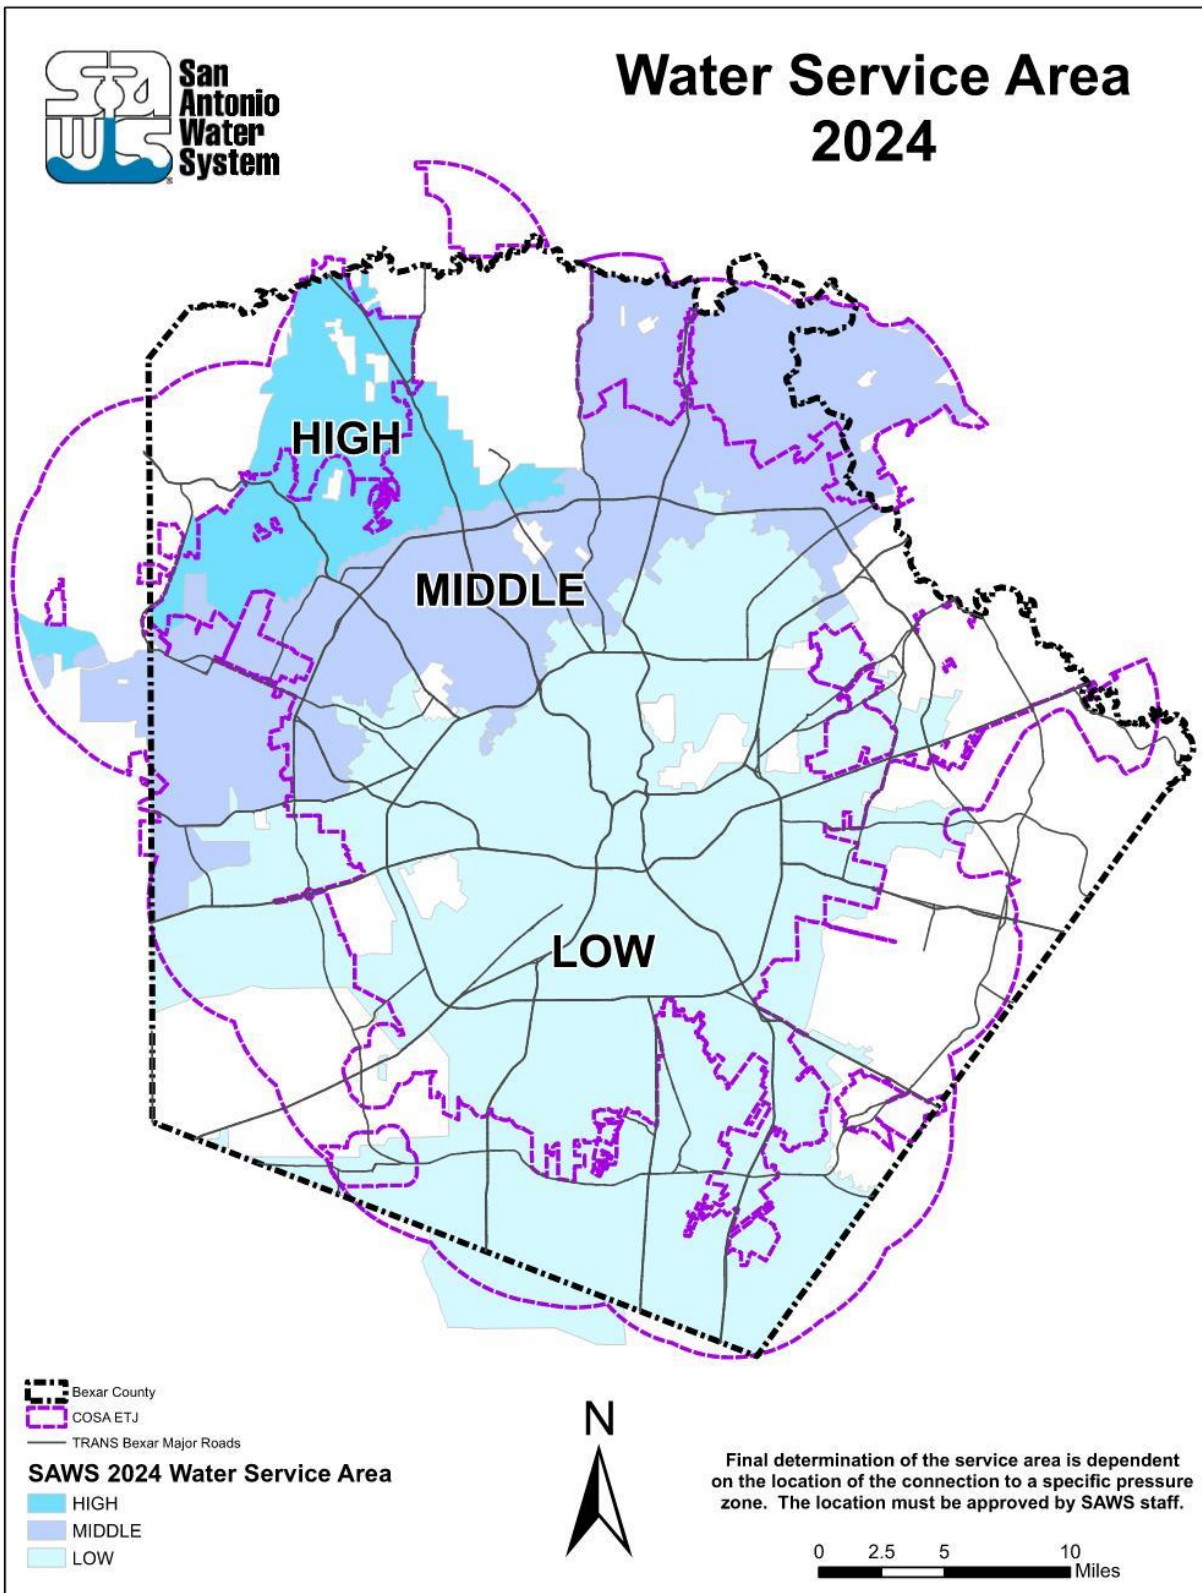 San
Antonio
Water
System
Water Service Area
2024
HIGH
MIDDLE
LOW
Bexar County
COSA ETJ
TRANS Bexar Major Roads
SAWS 2024 Water Service Area
HIGH
MIDDLE
LOW
N
Final determination of the service area is dependent
on the location of the connection to a specific pressure
zone. The location must be approved by SAWS staff.
0 2.5 5 10
Miles